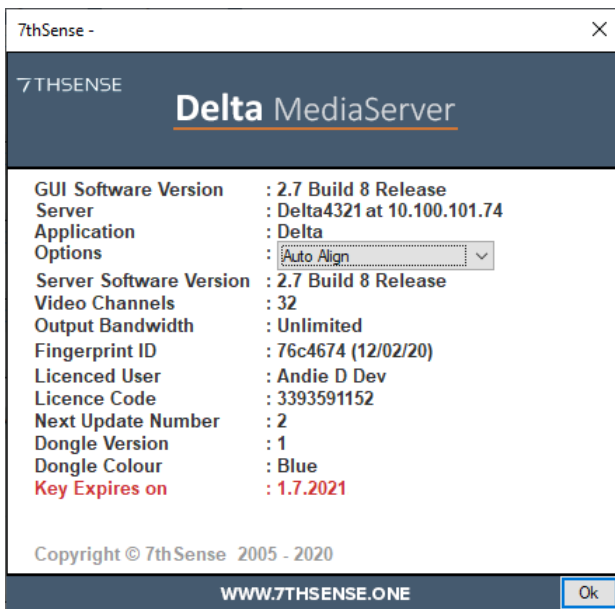 7thSense -
7THSENSE
Delta MediaServer
GUI Software Version : 2.7 Build 8 Release
Server : Delta4321 at 10.100.101.74
Application : Delta
Options : Auto Align
Server Software Version : 2.7 Build 8 Release
Video Channels : 32
Output Bandwidth : Unlimited
Fingerprint ID : 76c4674 (12/02/20)
Licenced User : Andie D Dev
Licence Code : 3393591152
Next Update Number : 2
Dongle Version : 1
Dongle Colour : Blue
Key Expires on : 1.7.2021
Copyright © 7thSense 2005 - 2020
WWW.7THSENSE.ONE
Ok